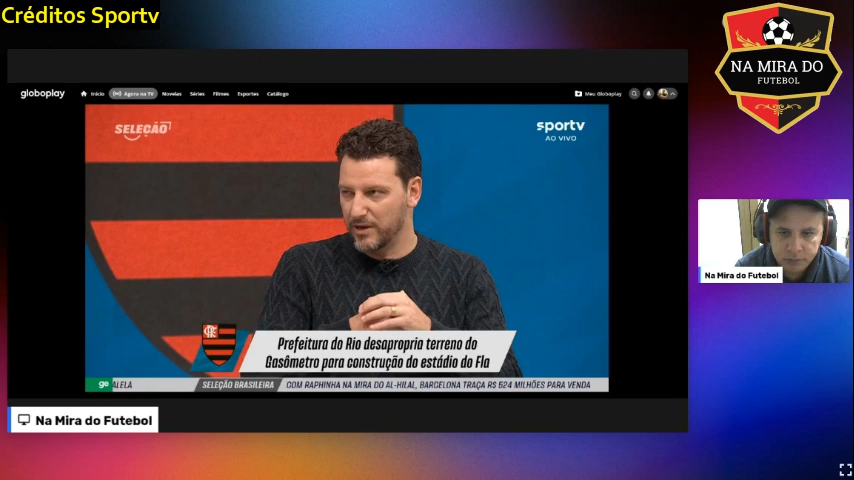 Créditos Sportv
NA MIRA DO
FUTEBOL
globoplay
Início
Agora na TV
Novelas
Séries
Filmes
Esportes
Catálogo
Meu Globoplay
SELEÇÃO
sportv
AO VIVO
Na Mira do Futebol
Prefeitura do Rio desapropria terreno do
Gasômetro para construção do estádio do Fla
ge
ALELA
SELEÇÃO BRASILEIRA
COM RAPHINHA NA MIRA DO AL-HILAL, BARCELONA TRAÇA R$ 524 MILHÕES PARA VENDA
Na Mira do Futebol